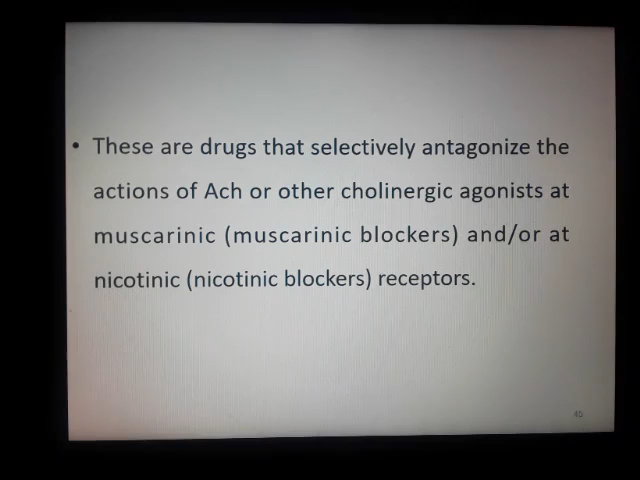 • These are drugs that selectively antagonize the
actions of Ach or other cholinergic agonists at
muscarinic (muscarinic blockers) and/or at
nicotinic (nicotinic blockers) receptors.